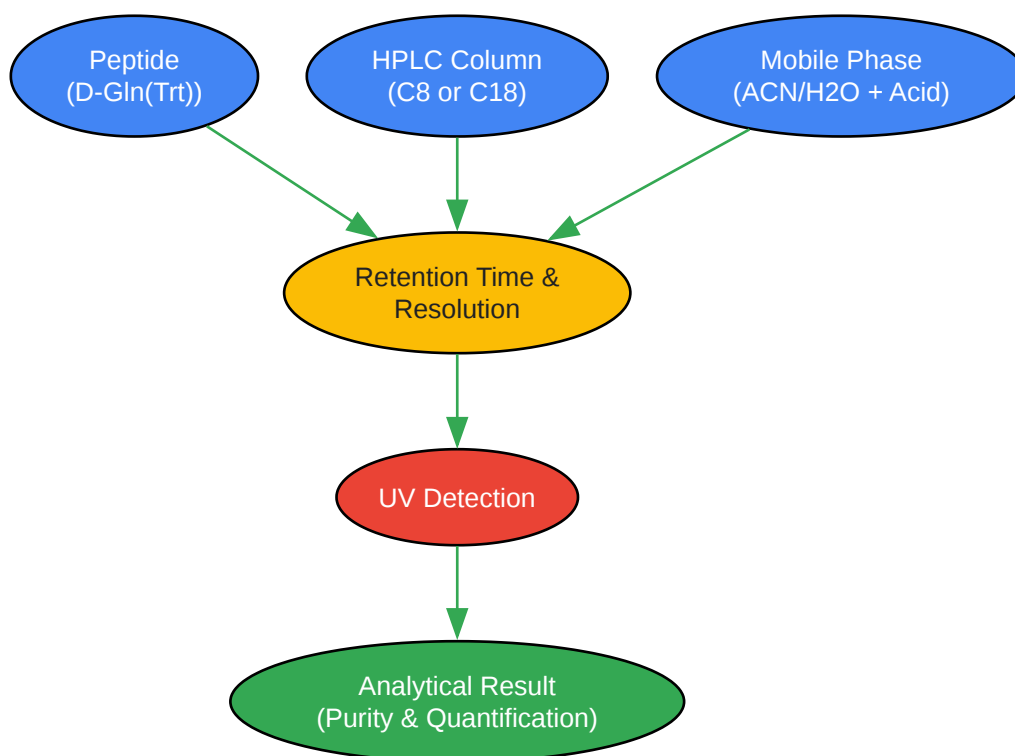 Peptide
(D-Gln(Trt))
HPLC Column
(C8 or C18)
Mobile Phase
(ACN/H2O + Acid)
Retention Time &
Resolution
UV Detection
Analytical Result
(Purity & Quantification)